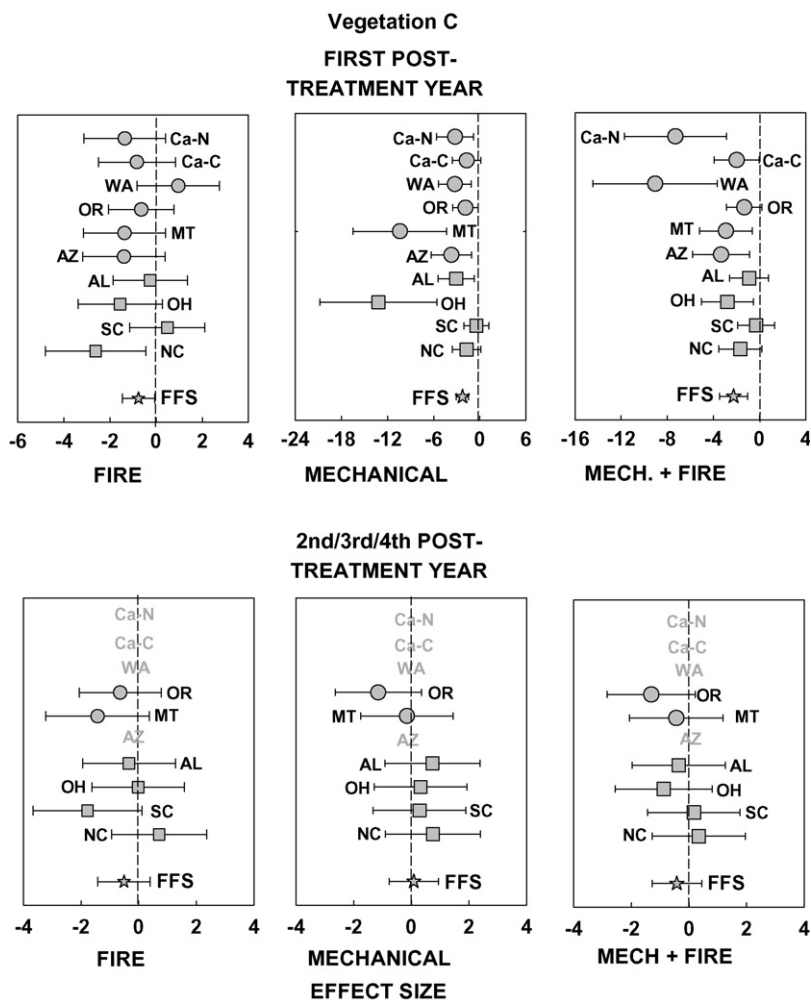 Vegetation C
FIRST POST-
TREATMENT YEAR
Ca-N
Ca-C
WA
OR
MT
AZ
AL
OH
SC
NC
FFS
-6 -4 -2 0 2 4
FIRE
Ca-N
Ca-C
WA
OR
MT
AZ
AL
OH
SC
NC
FFS
-24 -18 -12 -6 0 6
MECHANICAL
Ca-N
Ca-C
WA
OR
MT
AZ
AL
OH
SC
NC
FFS
-16 -12 -8 -4 0 4
MECH. + FIRE
2nd/3rd/4th POST-
TREATMENT YEAR
Ca-N
Ca-C
WA
OR
MT
AZ
AL
OH
SC
NC
FFS
-4 -2 0 2 4
FIRE
Ca-N
Ca-C
WA
OR
MT
AZ
AL
OH
SC
NC
FFS
-4 -2 0 2 4
MECHANICAL
Ca-N
Ca-C
WA
OR
MT
AZ
AL
OH
SC
NC
FFS
-4 -2 0 2 4
MECH + FIRE
EFFECT SIZE